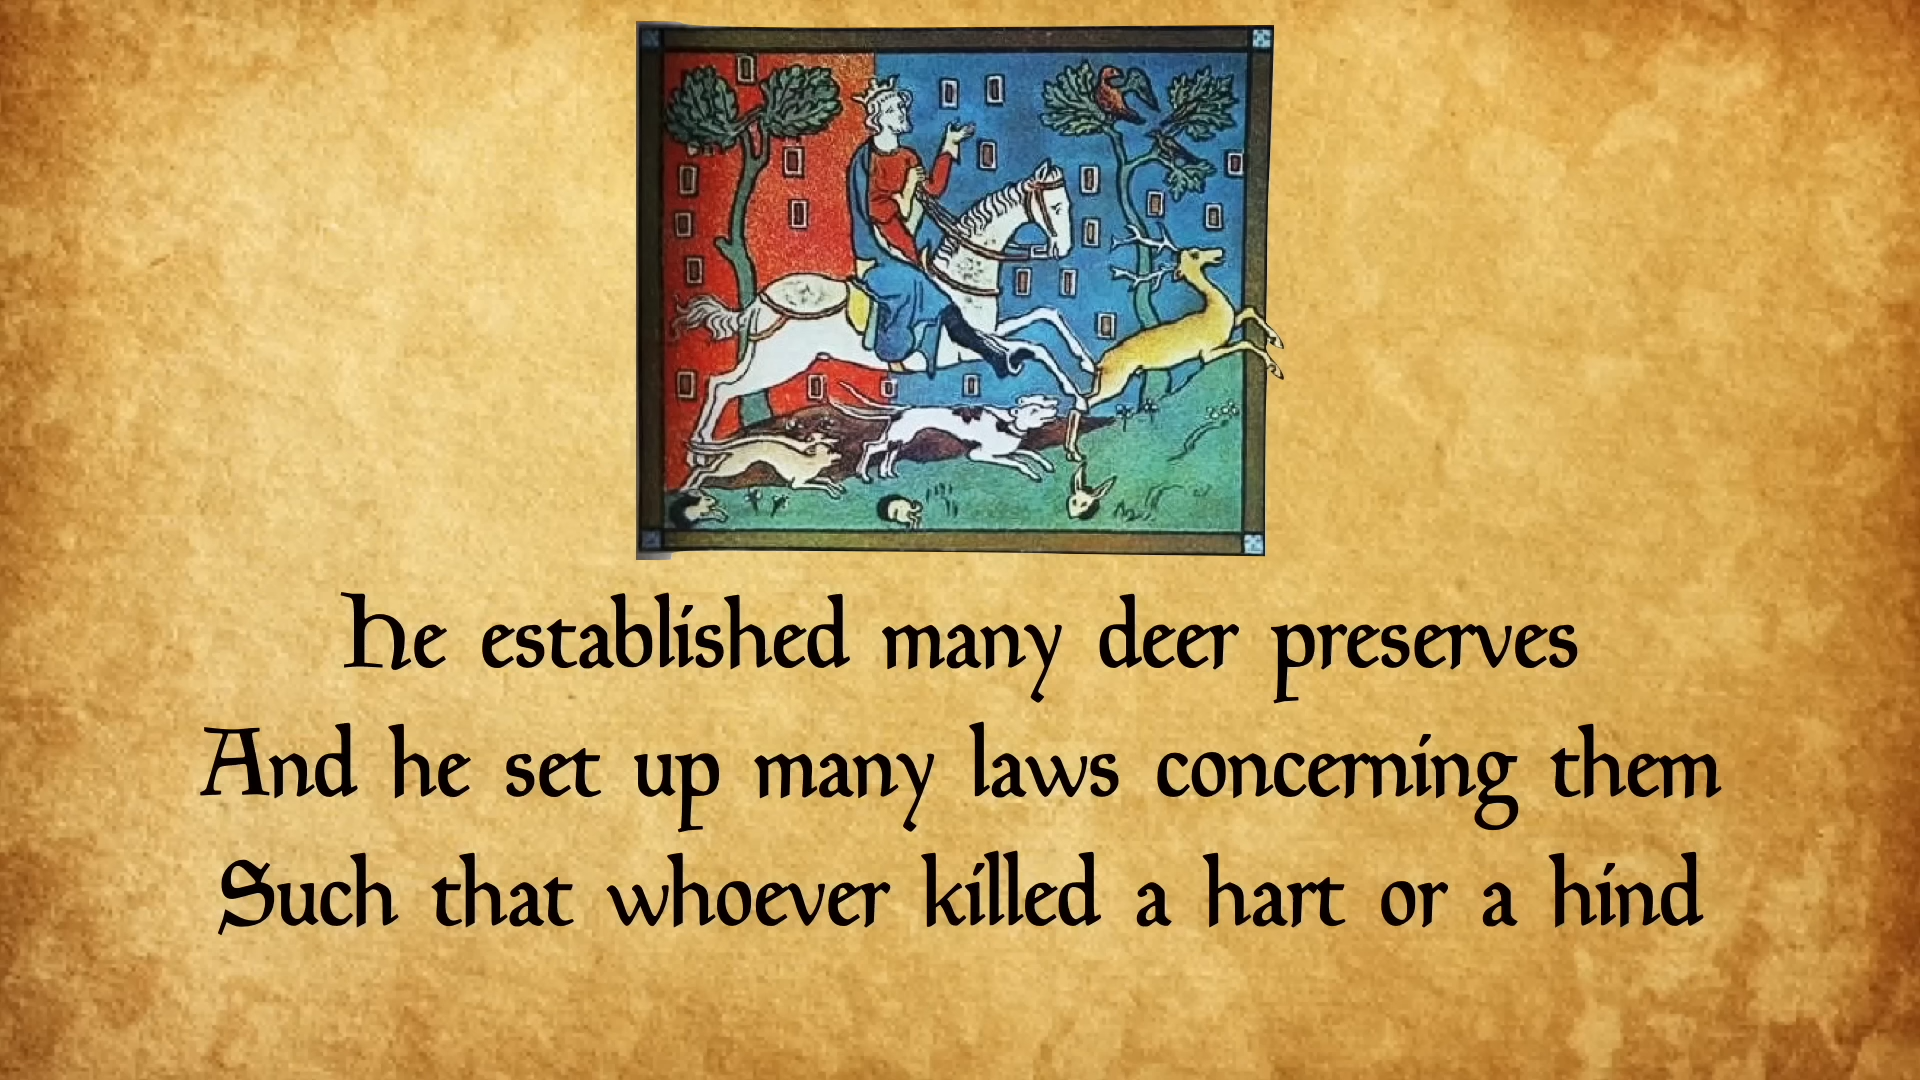 He established many deer preserves
And he set up many laws concerning them
Such that whoever killed a hart or a hind